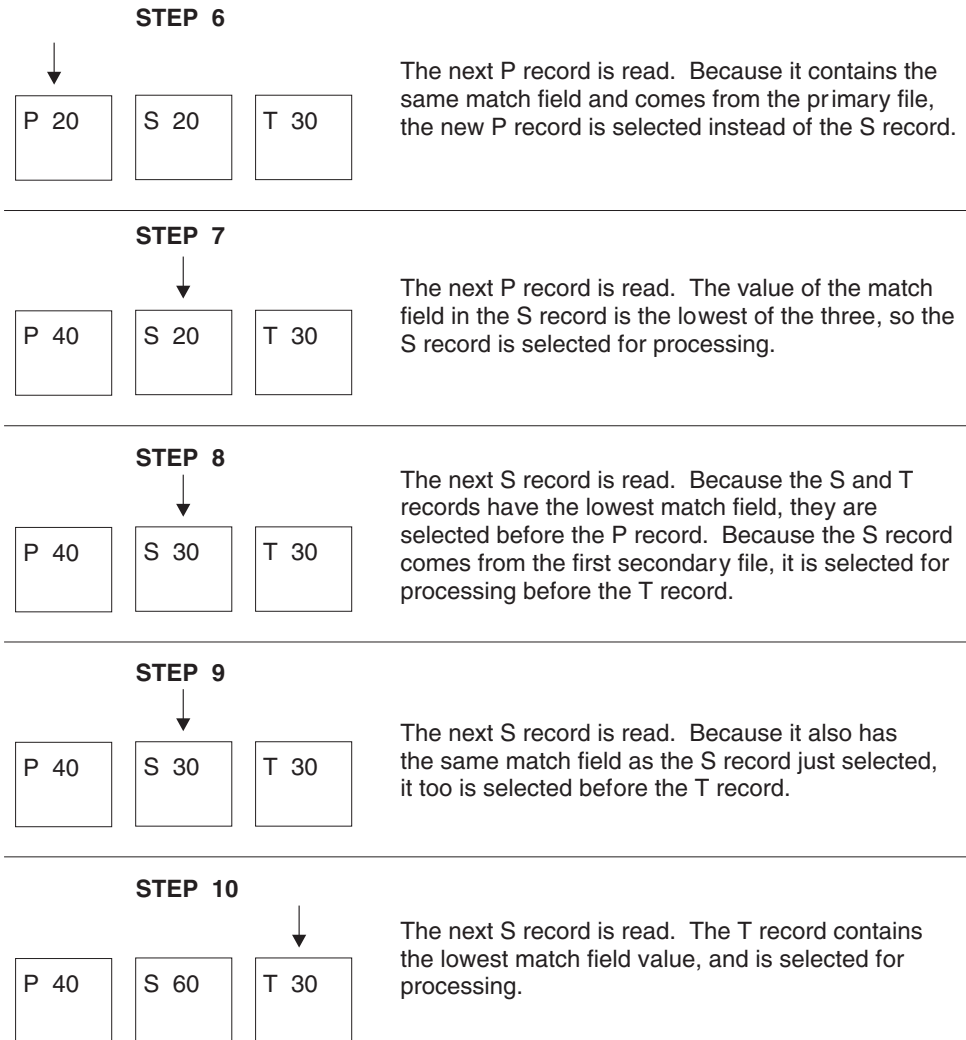 STEP 6
P 20 S 20 T 30
The next P record is read. Because it contains the
same match field and comes from the primary file,
the new P record is selected instead of the S record.
STEP 7
P 40 S 20 T 30
The next P record is read. The value of the match
field in the S record is the lowest of the three, so the
S record is selected for processing.
STEP 8
P 40 S 30 T 30
The next S record is read. Because the S and T
records have the lowest match field, they are
selected before the P record. Because the S record
comes from the first secondary file, it is selected for
processing before the T record.
STEP 9
P 40 S 30 T 30
The next S record is read. Because it also has
the same match field as the S record just selected,
it too is selected before the T record.
STEP 10
P 40 S 60 T 30
The next S record is read. The T record contains
the lowest match field value, and is selected for
processing.